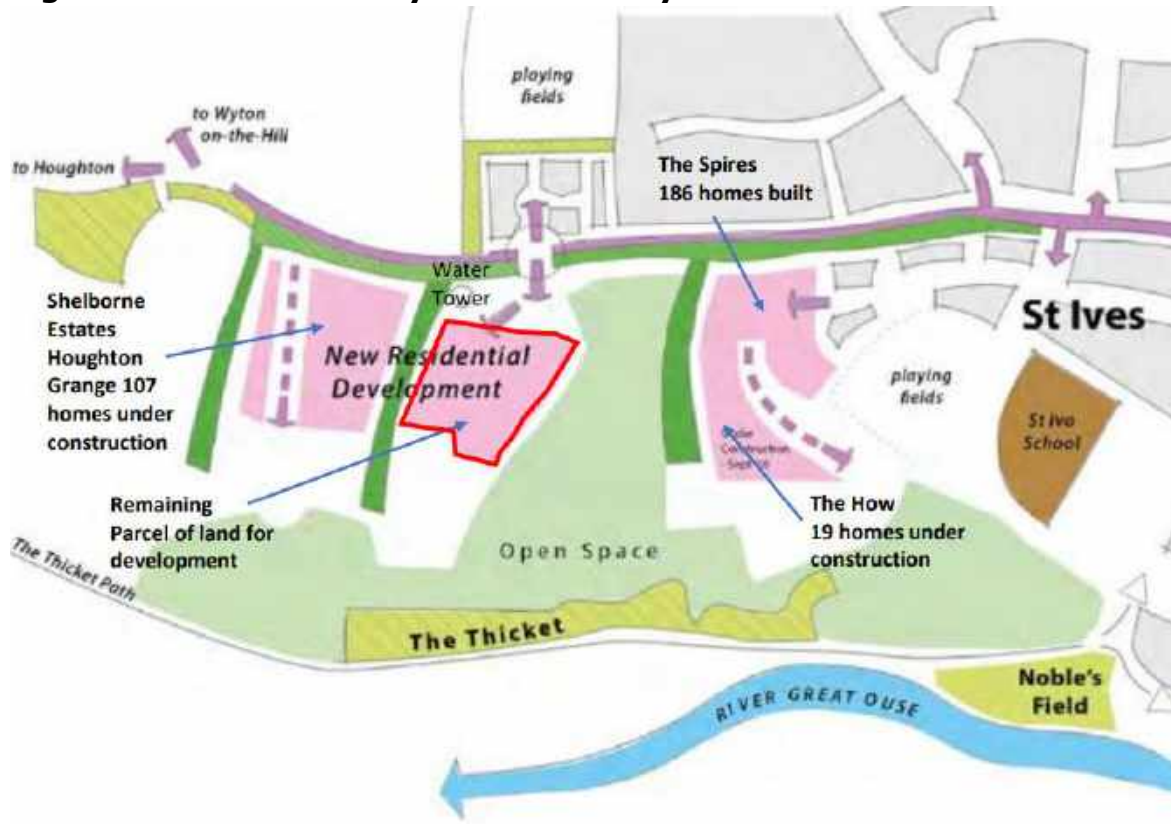 playing
fields
to Wyton
on-the-Hill
to Houghton
The Spires
186 homes built
Water
Tower
Shelborne
Estates
Houghton
Grange 107
homes under
construction
New Residential
Development
St Ives
playing
fields
St Ivo
School
Construction
Remaining
Parcel of land for
development
The How
19 homes under
construction
Open Space
The Thicket Path
The Thicket
Noble's
Field
RIVER GREAT OUSE